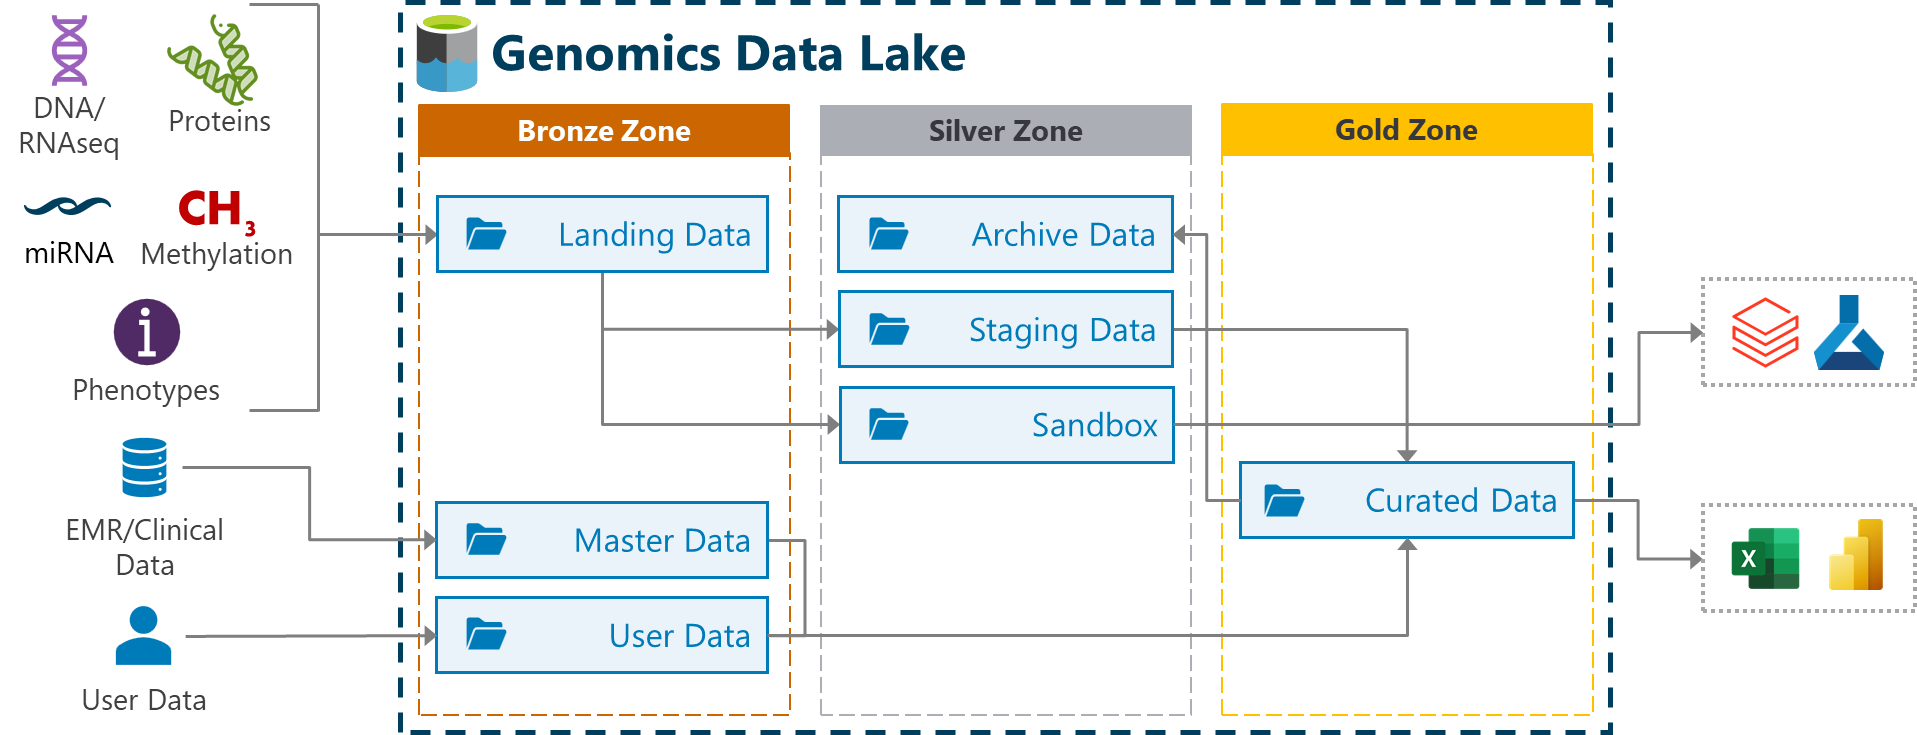 Genomics Data Lake
DNA/
RNAseq
Proteins
miRNA
CH3
Methylation
Phenotypes
EMR/Clinical
Data
User Data
Bronze Zone
Landing Data
Master Data
User Data
Silver Zone
Archive Data
Staging Data
Sandbox
Gold Zone
Curated Data
X